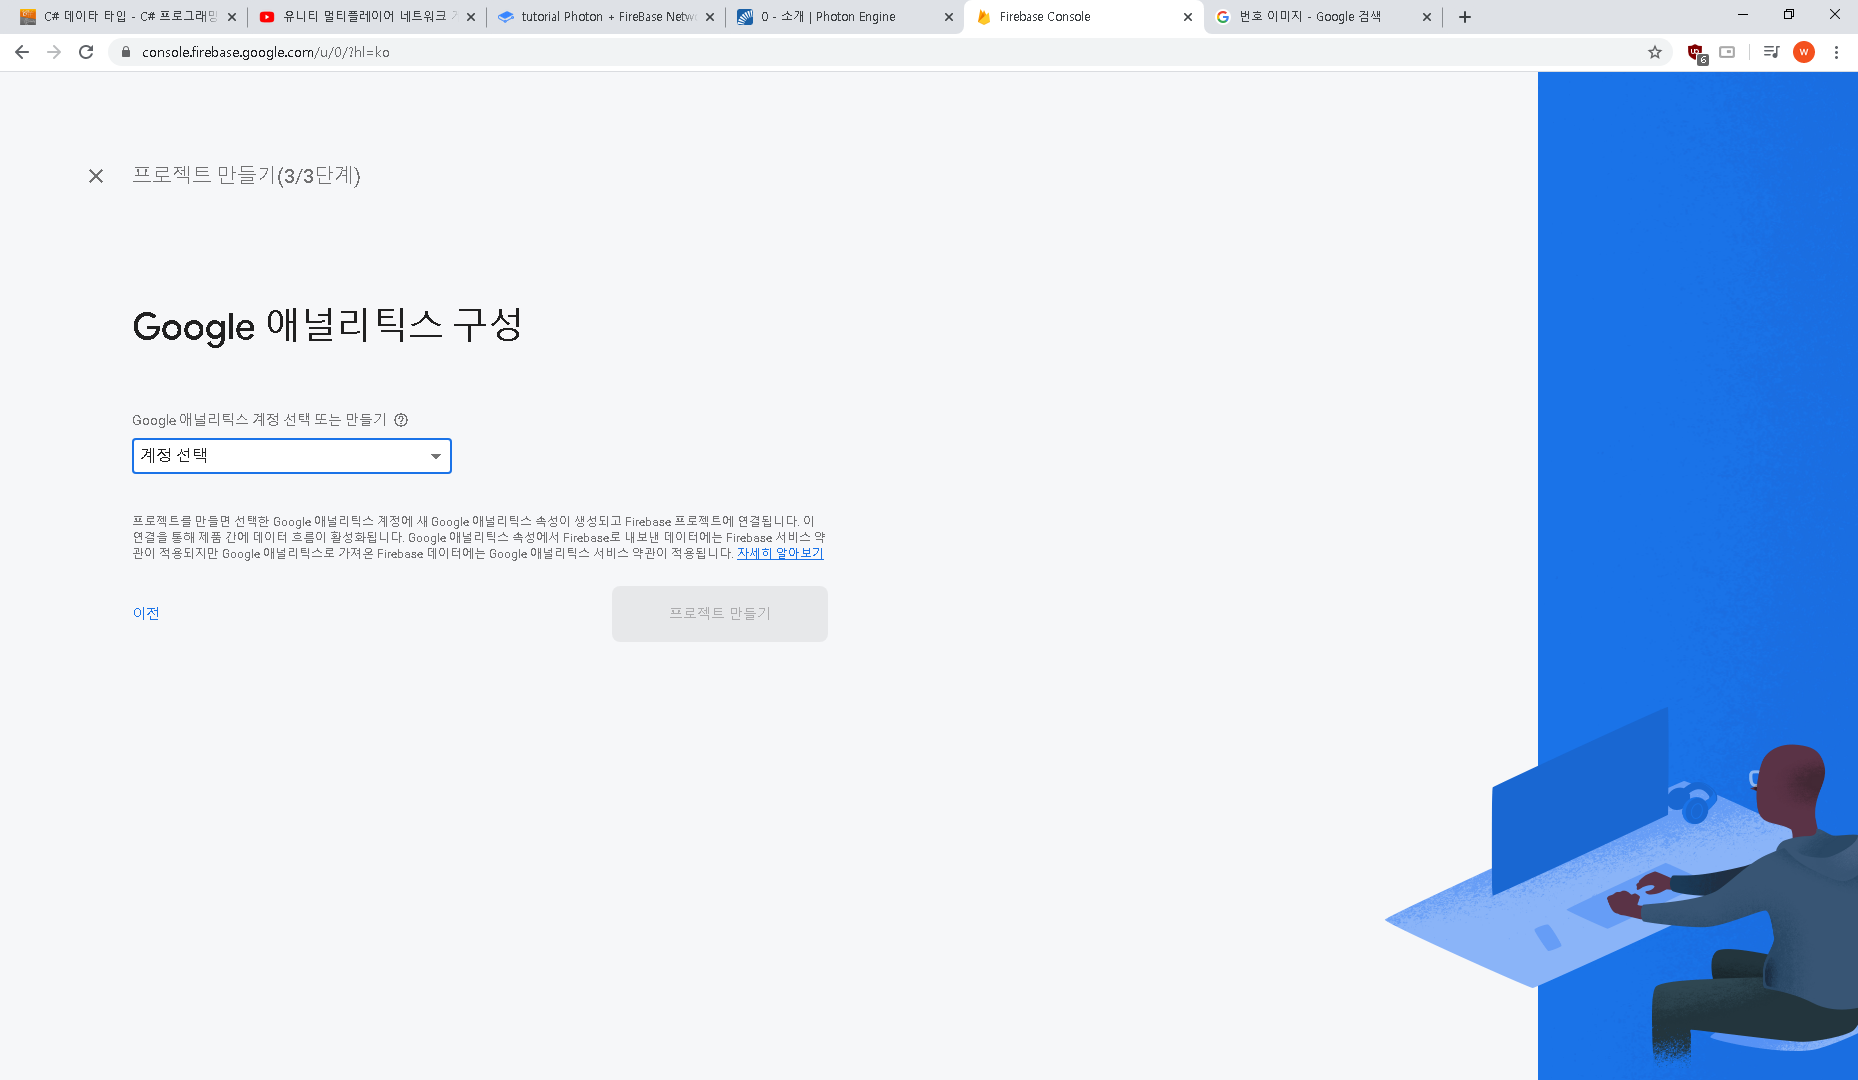 C# 데이터 타입 - C# 프로그래밍
유니티 멀티플레이어 네트워크
tutorial Photon + FireBase Netw
0 - 소개 | Photon Engine
Firebase Console
번호 이미지 - Google 검색
console.firebase.google.com/u/0/?hl=ko
6
W
프로젝트 만들기(3/3단계)
Google 애널리틱스 구성
Google 애널리틱스 계정 선택 또는 만들기
계정 선택
프로젝트를 만들면 선택한 Google 애널리틱스 계정에 새 Google 애널리틱스 속성이 생성되고 Firebase 프로젝트에 연결됩니다. 이
연결을 통해 제품 간에 데이터 흐름이 활성화됩니다. Google 애널리틱스 속성에서 Firebase로 내보낸 데이터에는 Firebase 서비스 약
관이 적용되지만 Google 애널리틱스로 가져온 Firebase 데이터에는 Google 애널리틱스 서비스 약관이 적용됩니다. 자세히 알아보기
이전
프로젝트 만들기